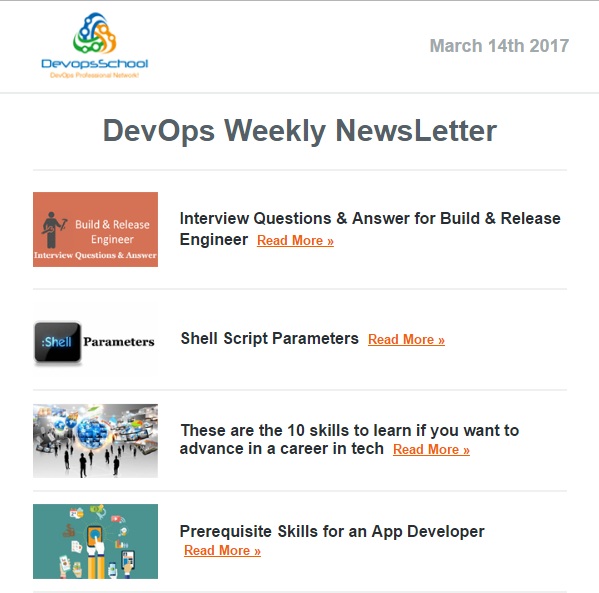 DevopsSchool
DevOps Professional Network!
March 14th 2017
DevOps Weekly NewsLetter
Build & Release
Engineer
Interview Questions & Answer
Interview Questions & Answer for Build & Release
Engineer Read More »
:Shell Parameters
Shell Script Parameters Read More »
These are the 10 skills to learn if you want to
advance in a career in tech Read More »
Prerequisite Skills for an App Developer
Read More »